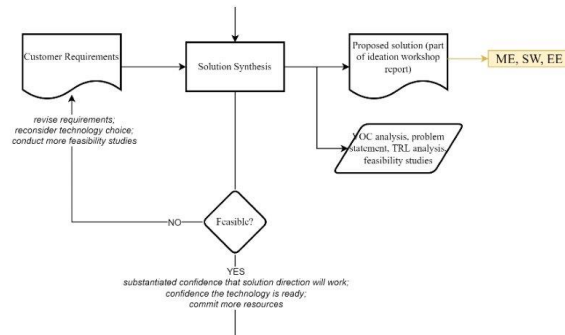 Customer Requirements
Solution Synthesis
Proposed solution (part
of ideation workshop
report)
ME, SW, EE
revise requirements;
reconsider technology choice;
conduct more feasibility studies
VOC analysis, problem
statement, TRL analysis,
feasibility studies
NO
Feasible?
YES
substantiated confidence that solution direction will work;
confidence the technology is ready;
commit more resources